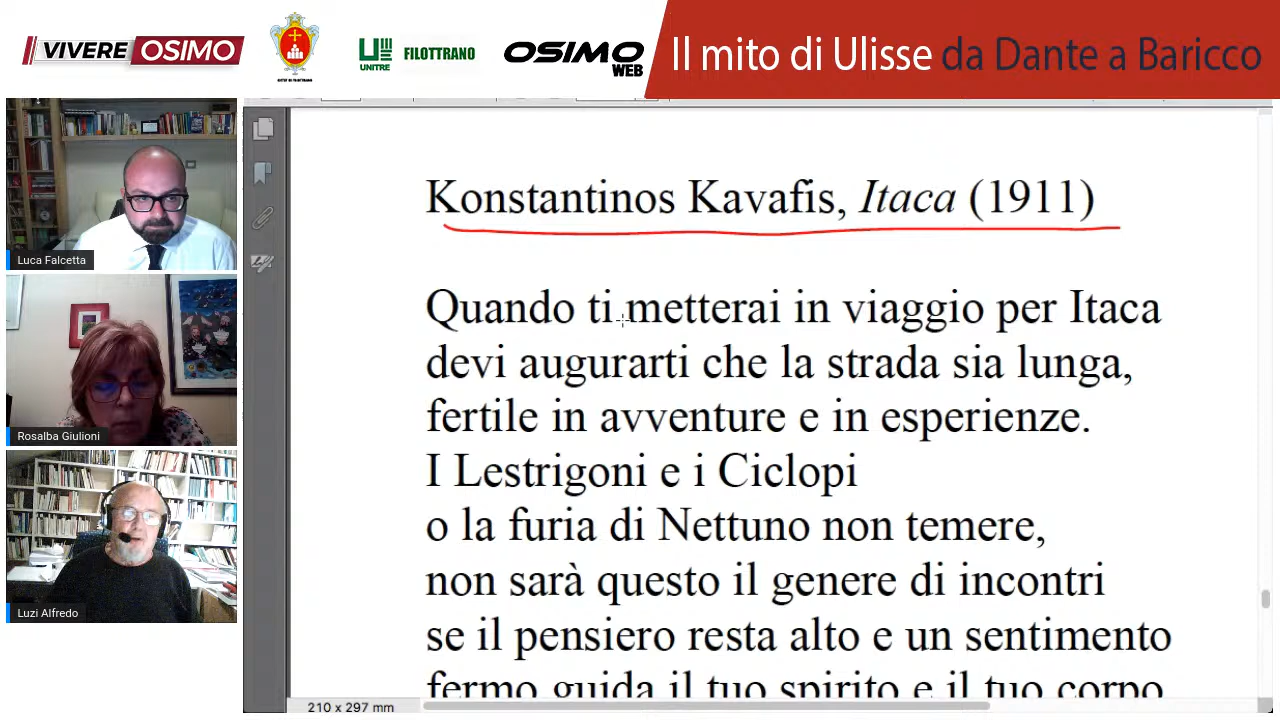 VIVERE OSIMO
UNITRE
FILOTTRANO
OSIMO
WEB
Il mito di Ulisse da Dante a Baricco
Luca Falcetta
Rosalba Giulioni
Luzi Alfredo
Konstantinos Kavafis, Itaca (1911)
Quando ti metterai in viaggio per Itaca
devi augurarti che la strada sia lunga,
fertile in avventure e in esperienze.
I Lestrigoni e i Ciclopi
o la furia di Nettuno non temere,
non sarà questo il genere di incontri
se il pensiero resta alto e un sentimento
fermo guida il tuo spirito e il tuo corpo
210 x 297 mm